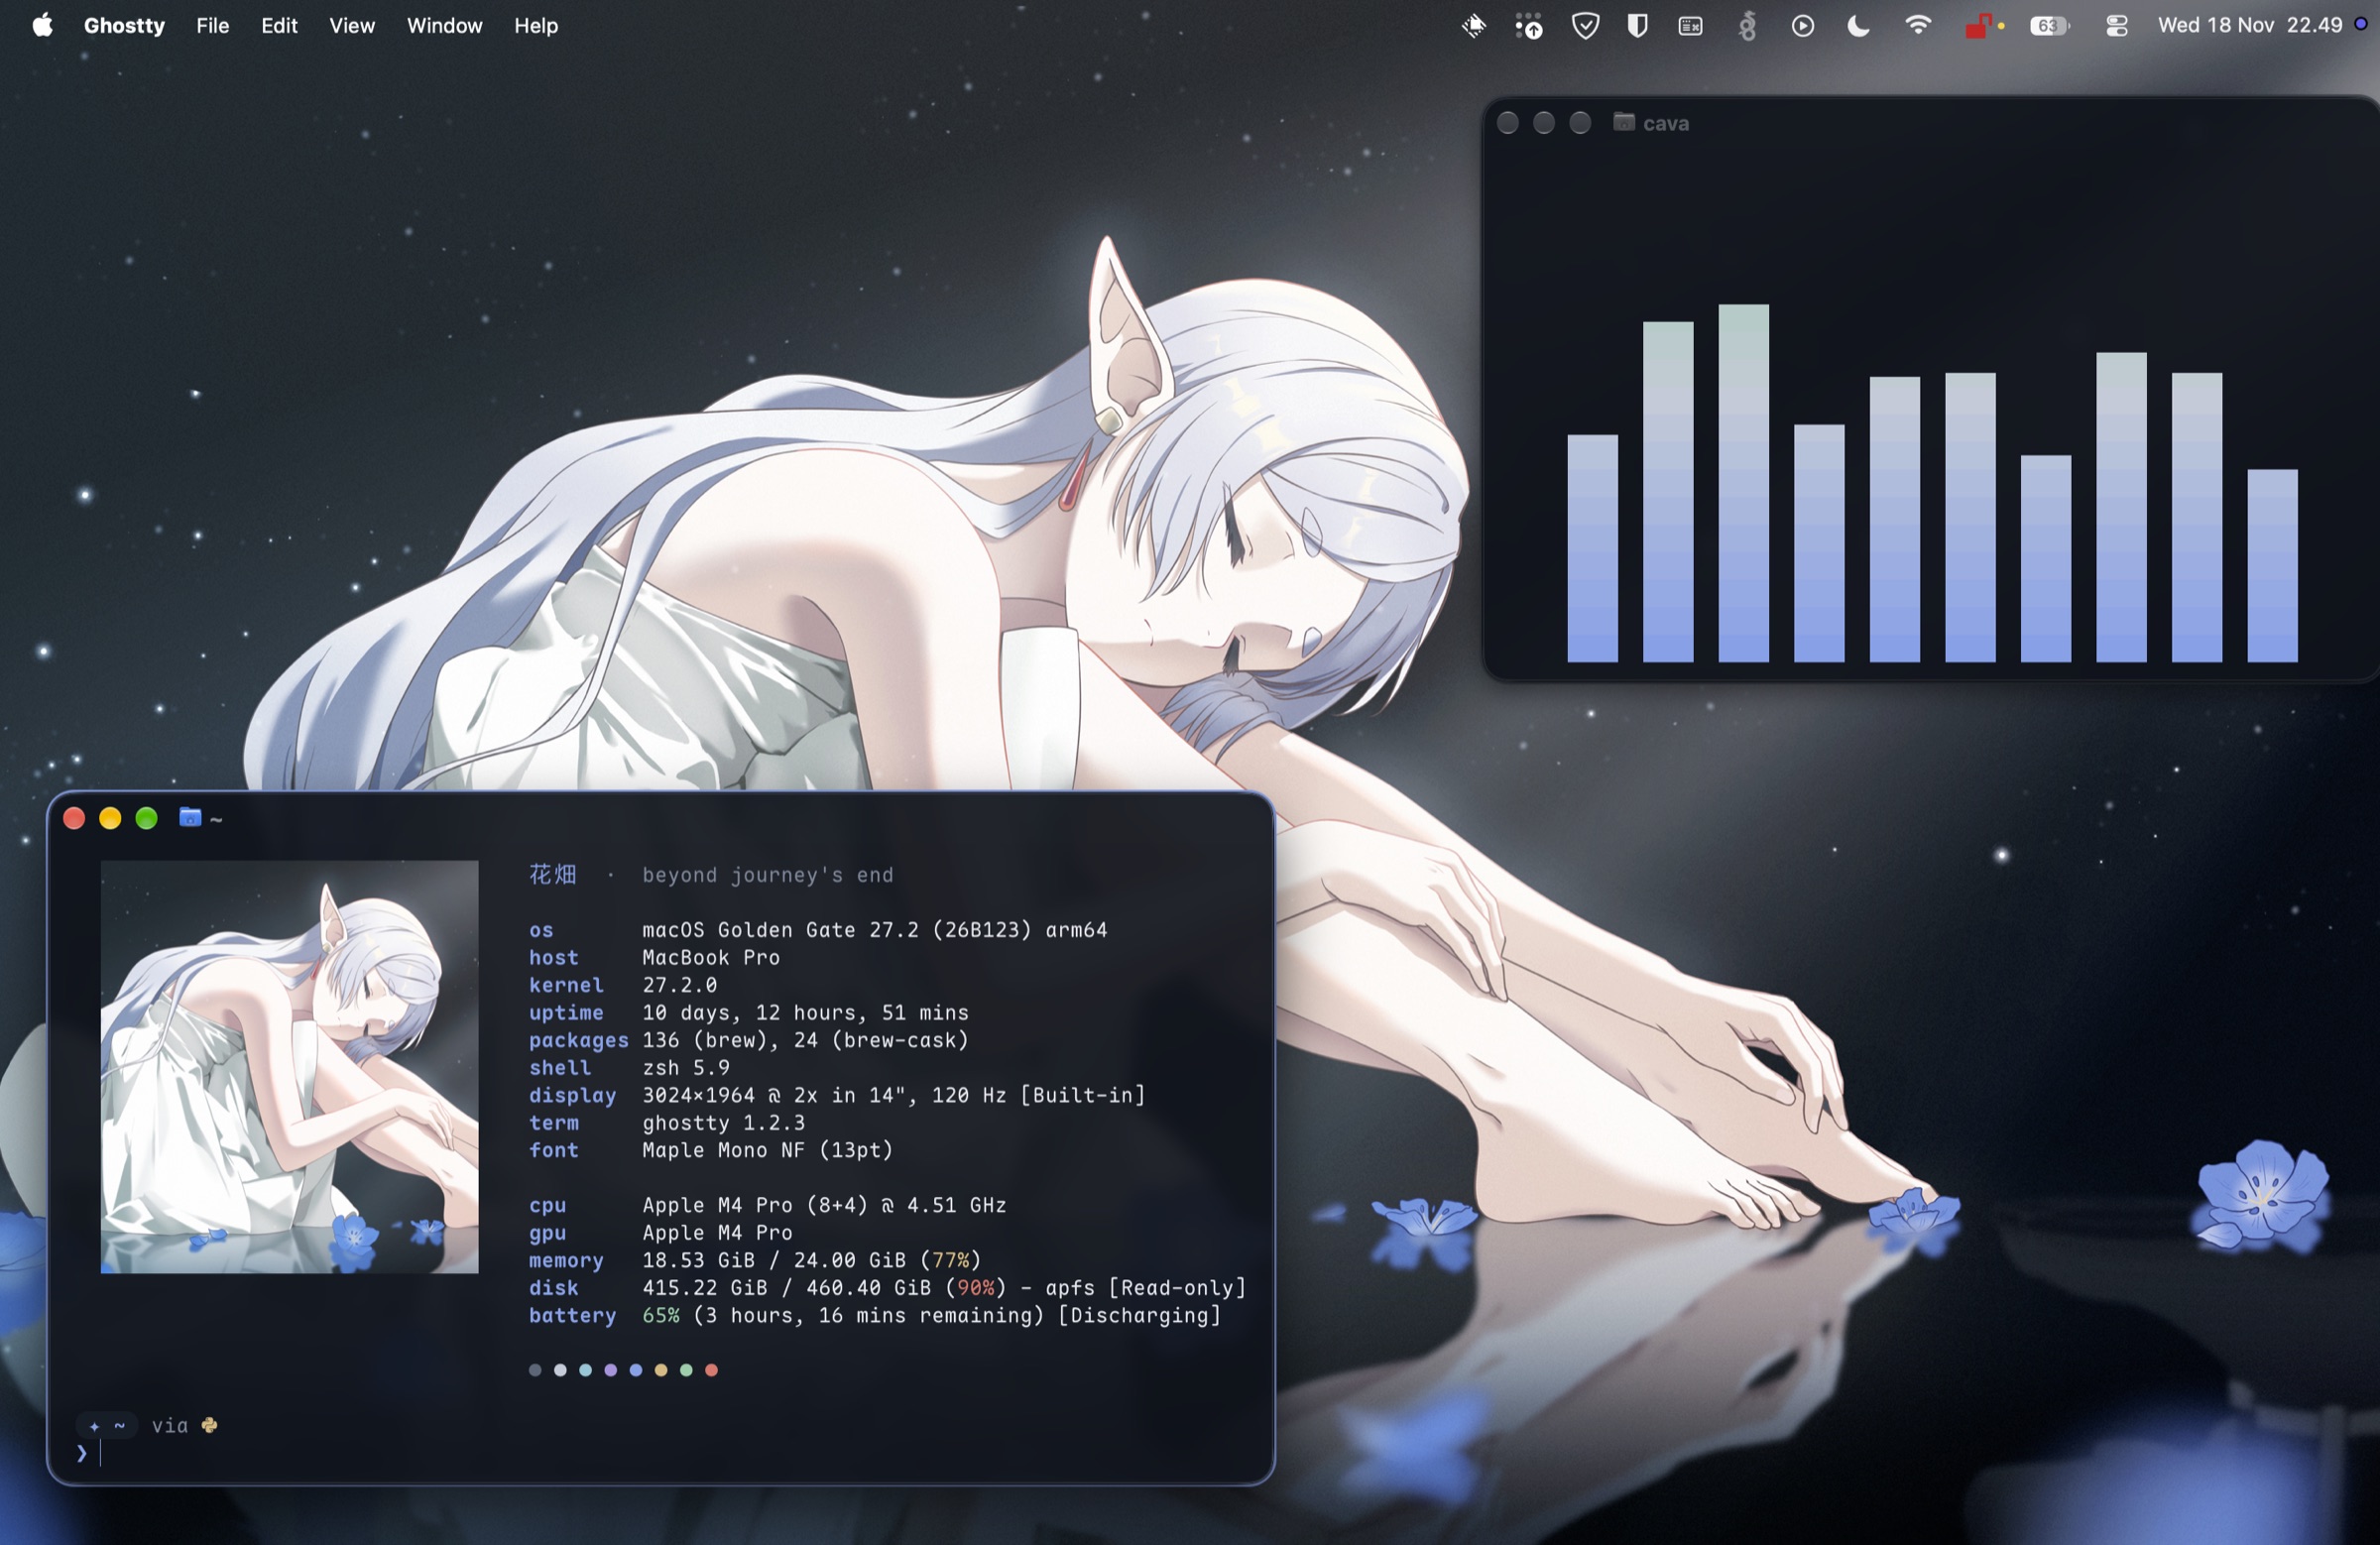 Ghostty File Edit View Window Help
63 Wed 18 Nov 22.49
cava
~
花畑 · beyond journey's end
os macOS Golden Gate 27.2 (26B123) arm64
host MacBook Pro
kernel 27.2.0
uptime 10 days, 12 hours, 51 mins
packages 136 (brew), 24 (brew-cask)
shell zsh 5.9
display 3024×1964 @ 2x in 14", 120 Hz [Built-in]
term ghostty 1.2.3
font Maple Mono NF (13pt)
cpu Apple M4 Pro (8+4) @ 4.51 GHz
gpu Apple M4 Pro
memory 18.53 GiB / 24.00 GiB (77%)
disk 415.22 GiB / 460.40 GiB (90%) - apfs [Read-only]
battery 65% (3 hours, 16 mins remaining) [Discharging]
✦ ~ via
❯